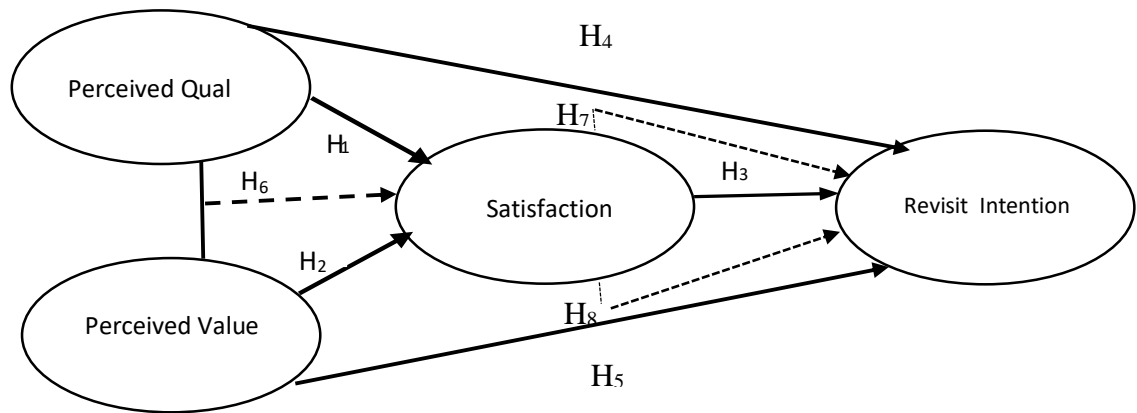 H4
Perceived Qual
H7
H1
H3
H6
Satisfaction
Revisit Intention
H2
H8
Perceived Value
H5